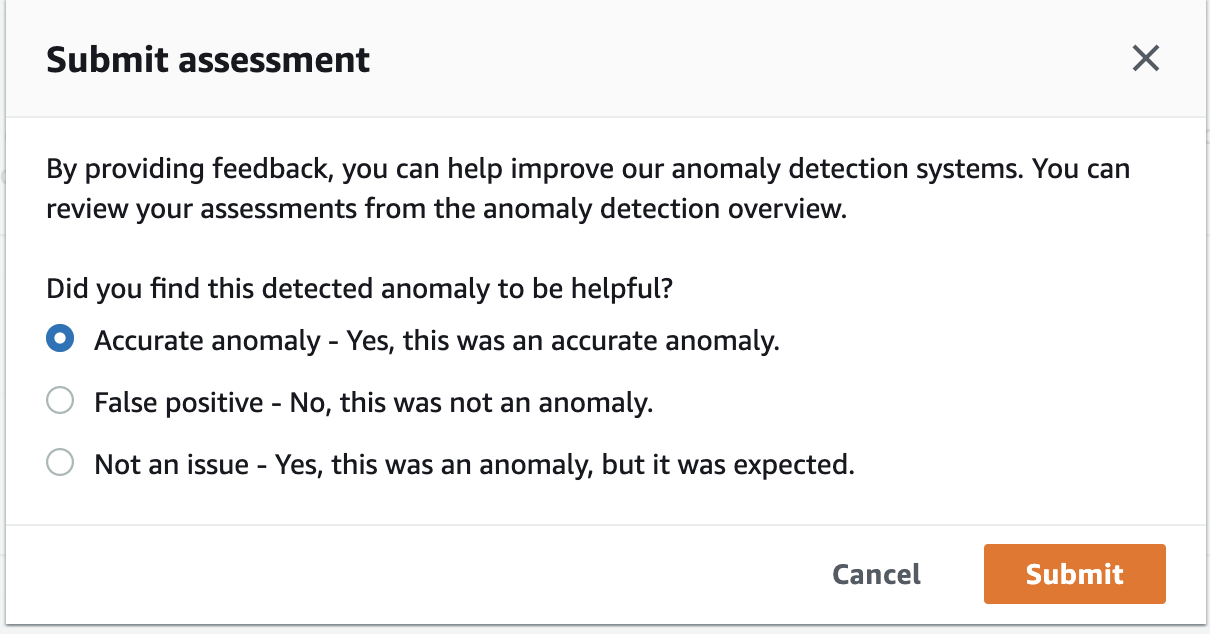 Submit assessment
By providing feedback, you can help improve our anomaly detection systems. You can
review your assessments from the anomaly detection overview.
Did you find this detected anomaly to be helpful?
Accurate anomaly - Yes, this was an accurate anomaly.
False positive - No, this was not an anomaly.
Not an issue - Yes, this was an anomaly, but it was expected.
Cancel Submit